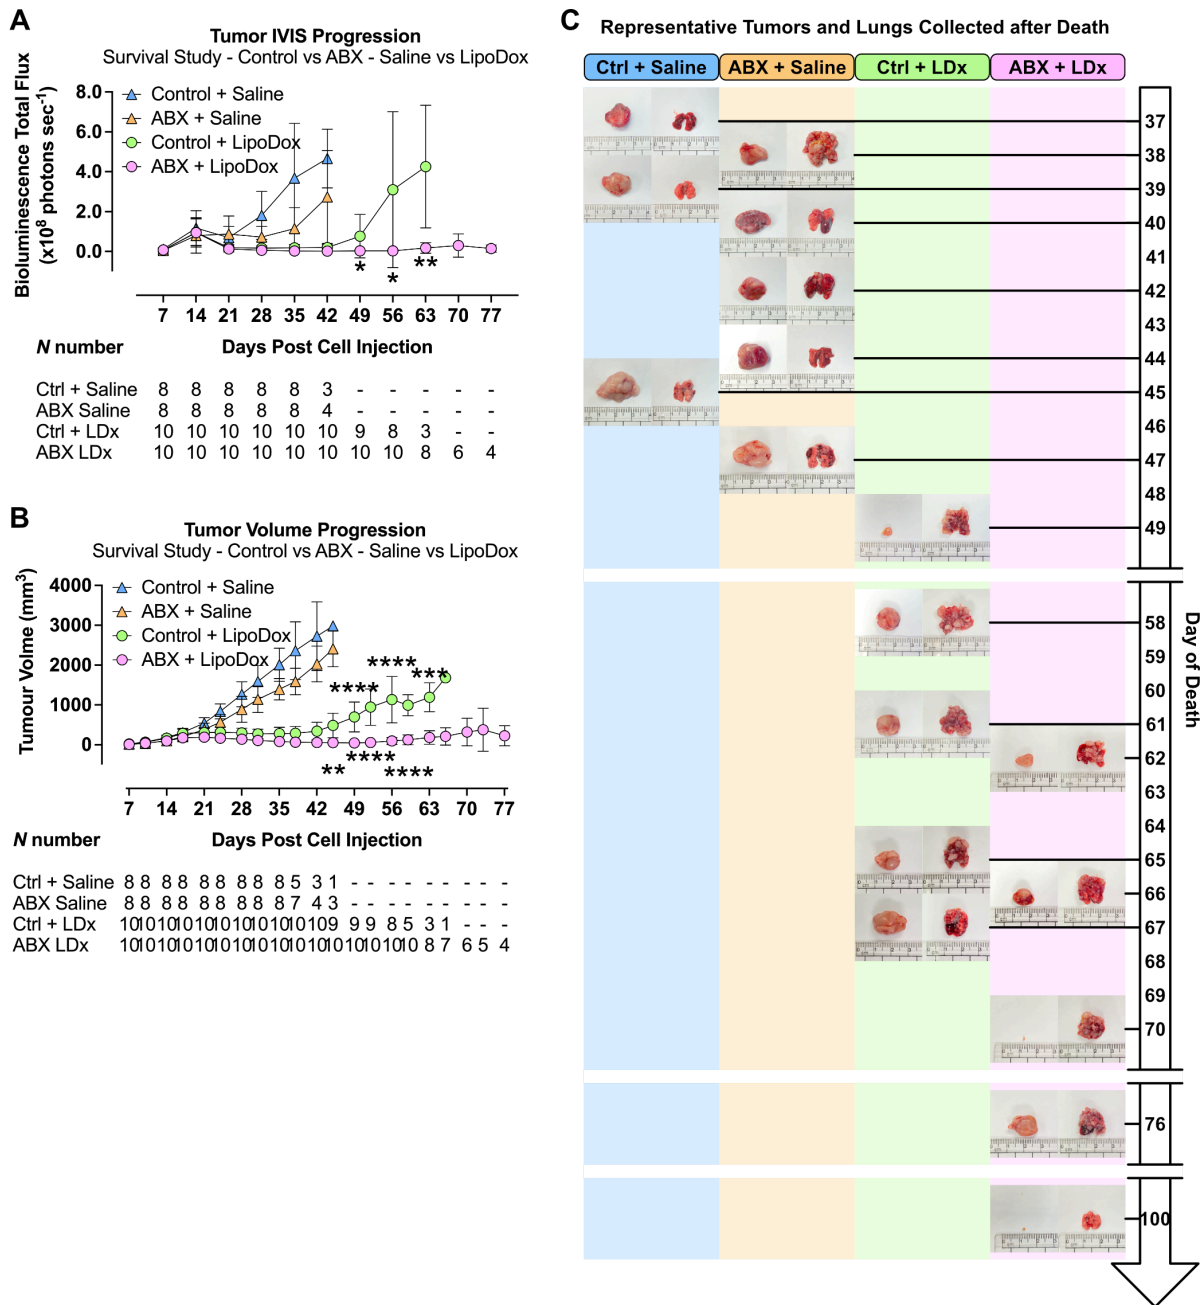 A
Tumor IVIS Progression
Survival Study - Control vs ABX - Saline vs LipoDox
Bioluminescence Total Flux
(x10⁸ photons sec⁻¹)
8.0
6.0
4.0
2.0
0.0
Control + Saline
ABX + Saline
Control + LipoDox
ABX + LipoDox
* * **
7 14 21 28 35 42 49 56 63 70 77
N number Days Post Cell Injection
Ctrl + Saline 8 8 8 8 8 3 - - - - -
ABX Saline 8 8 8 8 8 4 - - - - -
Ctrl + LDx 10 10 10 10 10 10 9 8 3 - -
ABX LDx 10 10 10 10 10 10 10 10 8 6 4
B
Tumor Volume Progression
Survival Study - Control vs ABX - Saline vs LipoDox
Tumour Volme (mm³)
4000
3000
2000
1000
0
Control + Saline
ABX + Saline
Control + LipoDox
ABX + LipoDox
**** **** ***
** **** ****
7 14 21 28 35 42 49 56 63 70 77
N number Days Post Cell Injection
Ctrl + Saline 8 8 8 8 8 8 8 8 8 5 3 1 - - - - - - - - -
ABX Saline 8 8 8 8 8 8 8 8 8 7 4 3 - - - - - - - - -
Ctrl + LDx 10 10 10 10 10 10 10 10 10 10 10 9 9 9 8 5 3 1 - - -
ABX LDx 10 10 10 10 10 10 10 10 10 10 10 10 10 10 10 10 8 7 6 5 4
C
Representative Tumors and Lungs Collected after Death
Ctrl + Saline
ABX + Saline
Ctrl + LDx
ABX + LDx
37
38
39
40
41
42
43
44
45
46
47
48
49
58
59
60
61
62
63
64
65
66
67
68
69
70
76
100
Day of Death